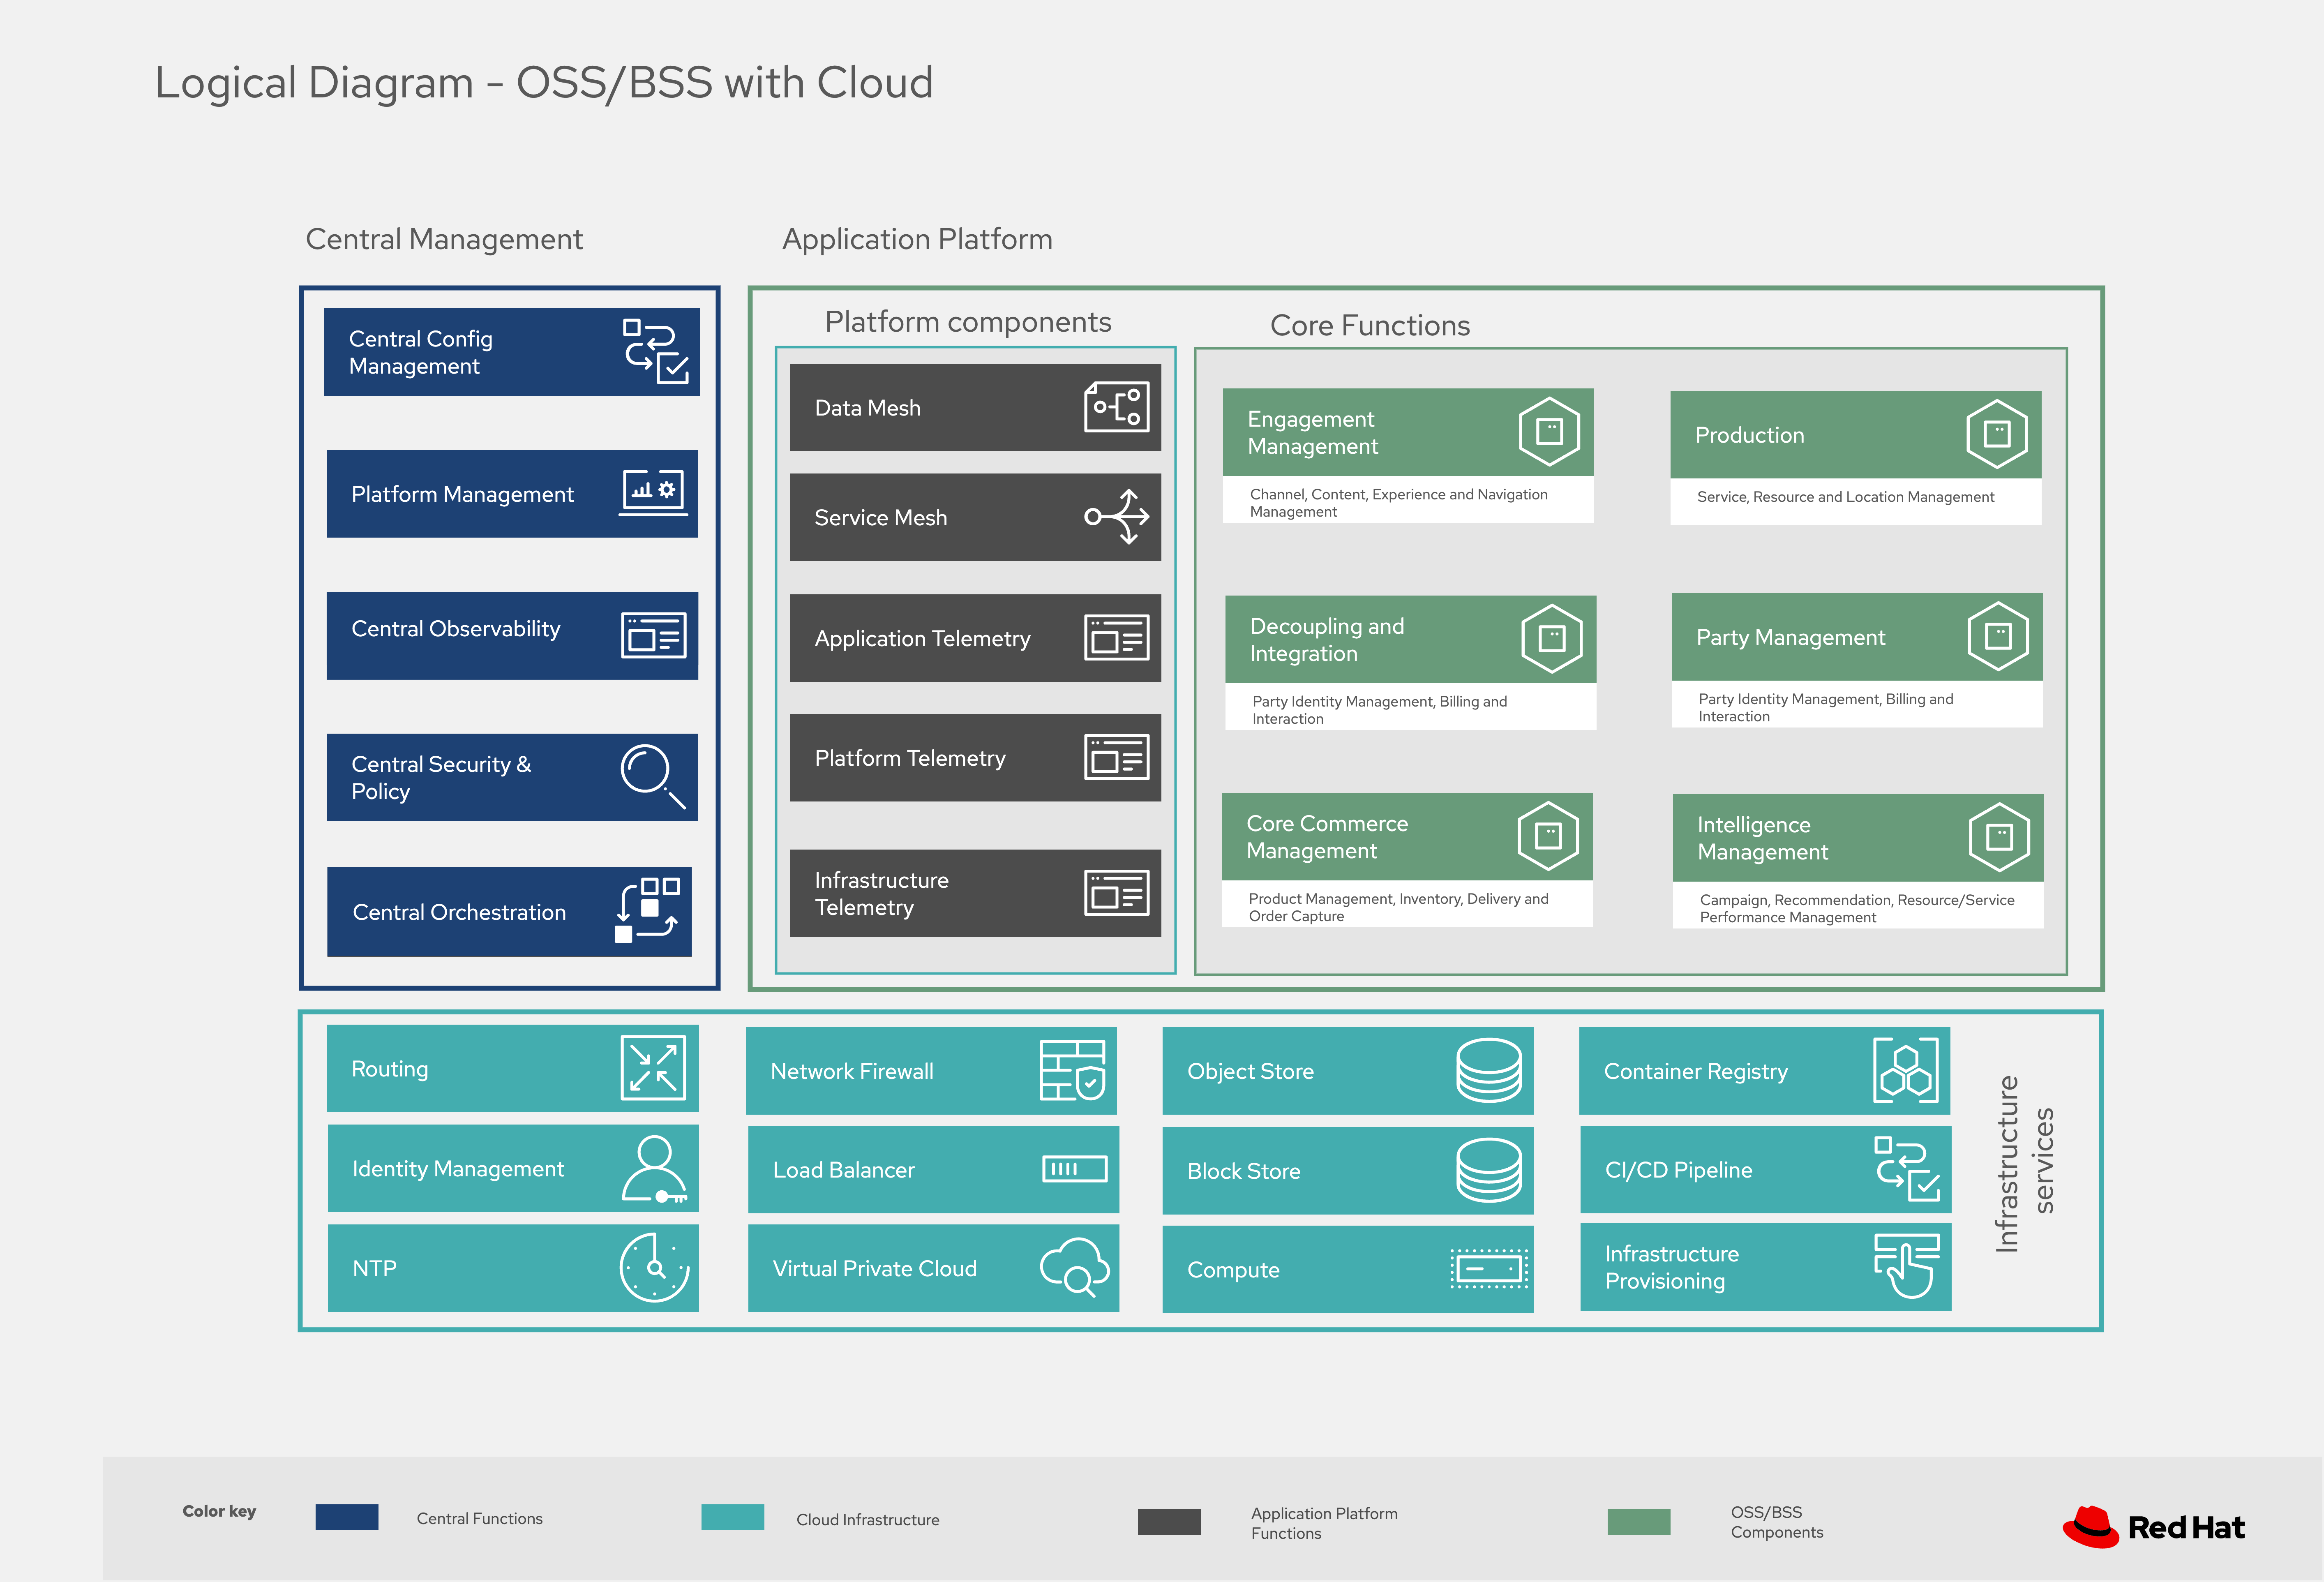 Logical Diagram - OSS/BSS with Cloud
Central Management
Central Config
Management
Platform Management
Central Observability
Central Security &
Policy
Central Orchestration
Application Platform
Platform components
Data Mesh
Service Mesh
Application Telemetry
Platform Telemetry
Infrastructure
Telemetry
Core Functions
Engagement
Management
Channel, Content, Experience and Navigation
Management
Production
Service, Resource and Location Management
Decoupling and
Integration
Party Identity Management, Billing and
Interaction
Party Management
Party Identity Management, Billing and
Interaction
Core Commerce
Management
Product Management, Inventory, Delivery and
Order Capture
Intelligence
Management
Campaign, Recommendation, Resource/Service
Performance Management
Routing
Network Firewall
Object Store
Container Registry
Identity Management
Load Balancer
Block Store
CI/CD Pipeline
NTP
Virtual Private Cloud
Compute
Infrastructure
Provisioning
Infrastructure
services
Color key
Central Functions
Cloud Infrastructure
Application Platform
Functions
OSS/BSS
Components
Red Hat